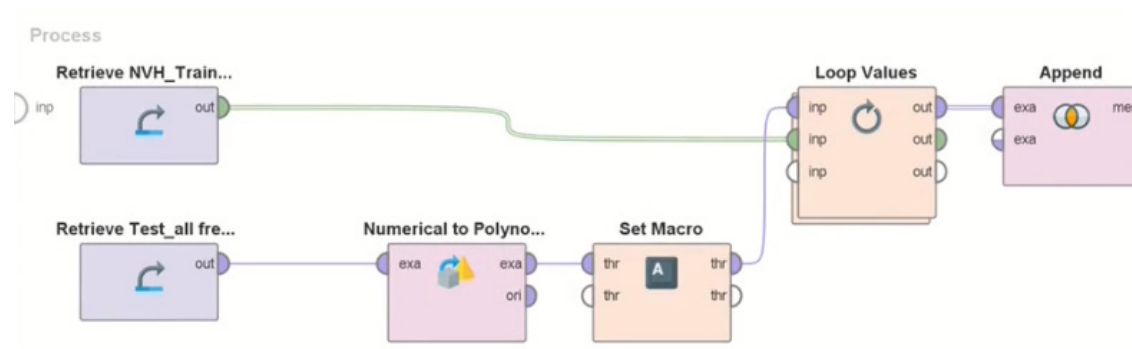 Process
Retrieve NVH_Train...
Loop Values
Append
inp
out
inp
out
exa
me
inp
out
exa
inp
out
Retrieve Test_all fre...
Numerical to Polyno...
Set Macro
out
exa
exa
thr
thr
ori
thr
thr
A